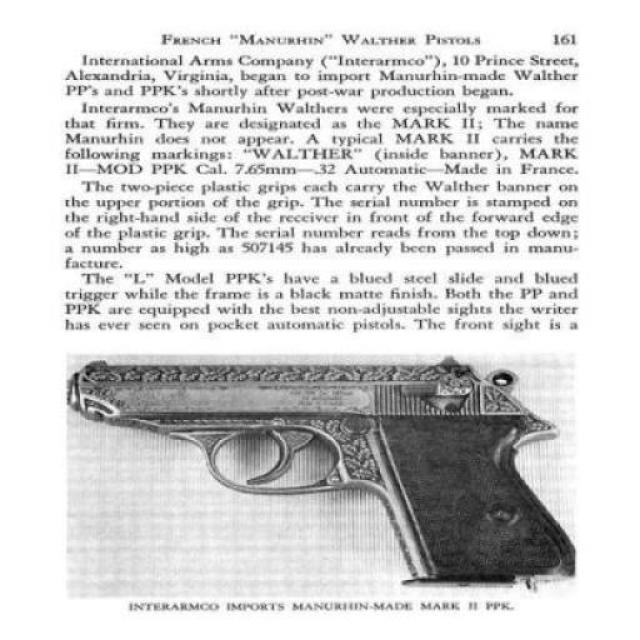 FRENCH "MANURHIN" WALTHER PISTOLS 161
International Arms Company ("Interarmco"), 10 Prince Street,
Alexandria, Virginia, began to import Manurhin-made Walther
PP's and PPK's shortly after post-war production began.
Interarmco's Manurhin Walthers were especially marked for
that firm. They are designated as the MARK II; The name
Manurhin does not appear. A typical MARK II carries the
following markings: "WALTHER" (inside banner), MARK
II—MOD PPK Cal. 7.65mm—.32 Automatic—Made in France.
The two-piece plastic grips each carry the Walther banner on
the upper portion of the grip. The serial number is stamped on
the right-hand side of the receiver in front of the forward edge
of the plastic grip. The serial number reads from the top down;
a number as high as 507145 has already been passed in manu-
facture.
The "L" Model PPK's have a blued steel slide and blued
trigger while the frame is a black matte finish. Both the PP and
PPK are equipped with the best non-adjustable sights the writer
has ever seen on pocket automatic pistols. The front sight is a
INTERARMCO IMPORTS MANURHIN-MADE MARK II PPK.